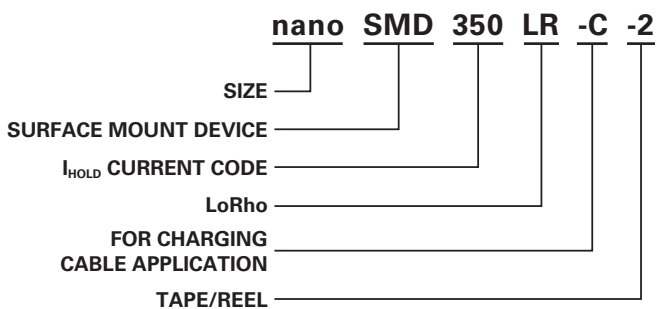 nano SMD 350 LR -C -2
SIZE
SURFACE MOUNT DEVICE
IHOLD CURRENT CODE
LoRho
FOR CHARGING
CABLE APPLICATION
TAPE/REEL